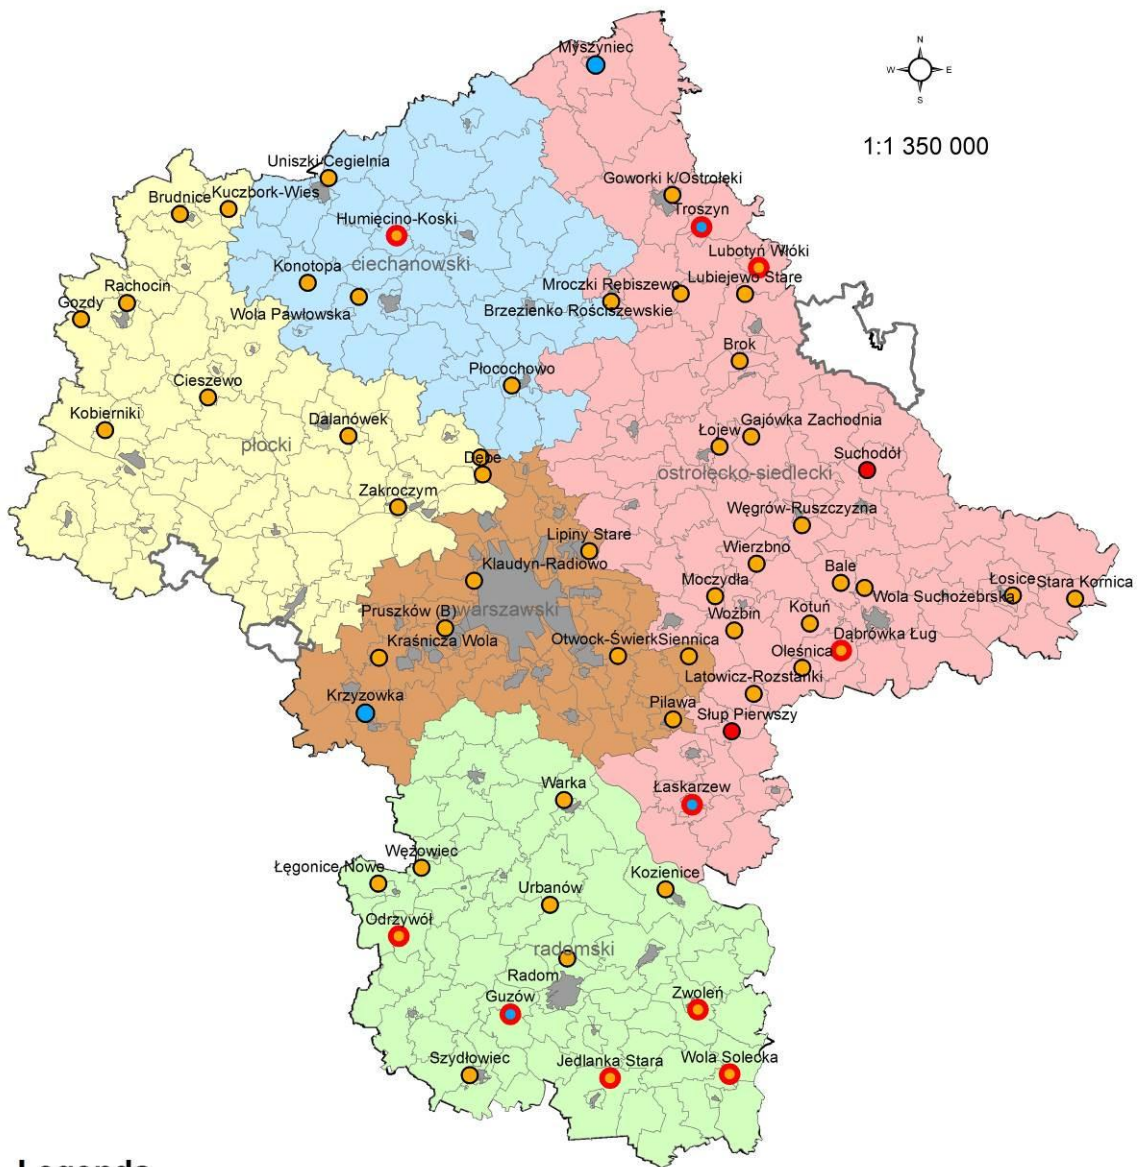 Myszyniec
N
W
E
S
1:1 350 000
Uniszki Cegielnia
Goworki k/Ostrołęki
Brudnice
Kuczbork-Wieś
Troszyn
Humięcino-Koski
Lubotyń Włóki
ciechanowski
Konotopa
Rachocin
Mroczki Rębiszewo
Lubiejewo Stare
Gozdy
Wola Pawłowska
Brzezienko Rościszewskie
Brok
Płocochowo
Cieszewo
Kobierniki
Dalanówek
Gajówka Zachodnia
płocki
Łojew
Suchodół
Dębe
ostrołęcko-siedlecki
Zakroczym
Węgrów-Ruszczyzna
Lipiny Stare
Wierzbno
Klaudyn-Radiowo
Moczydła
Bale
Łosice
Stara Kornica
Wola Suchożebrska
Pruszków (B)
warszawski
Woźbin
Kotuń
Kraśnicza Wola
Otwock-Świerk
Siennica
Dąbrówka Ług
Oleśnica
Latowicz-Rozstanki
Krzyzowka
Pilawa
Słup Pierwszy
Warka
Łaskarzew
Wężowiec
Łęgonice Nowe
Kozienice
Urbanów
Odrzywół
radomski
Radom
Guzów
Zwoleń
Szydłowiec
Jedlanka Stara
Wola Solecka